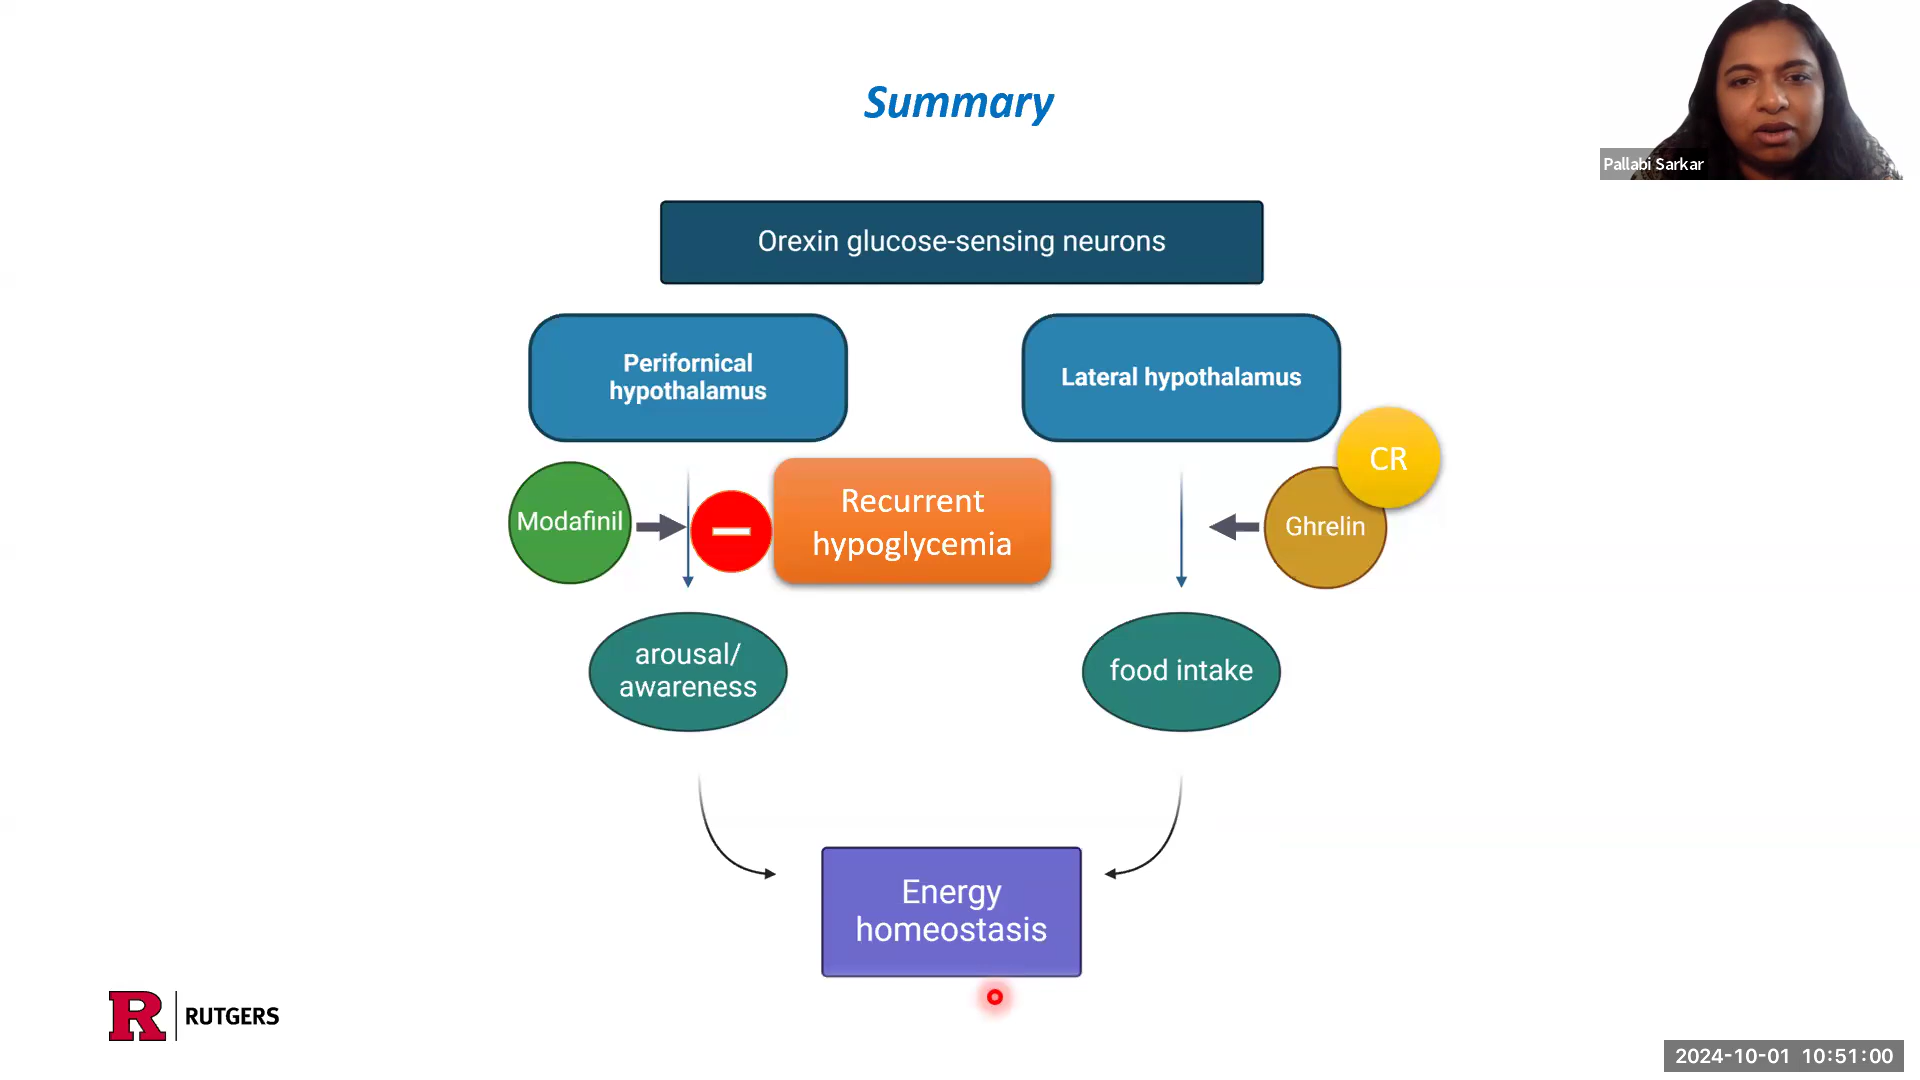 Summary
Pallabi Sarkar
Orexin glucose-sensing neurons
Perifornical
hypothalamus
Lateral hypothalamus
CR
Modafinil
Recurrent
hypoglycemia
Ghrelin
arousal/
awareness
food intake
Energy
homeostasis
R
RUTGERS
2024-10-01 10:51:00